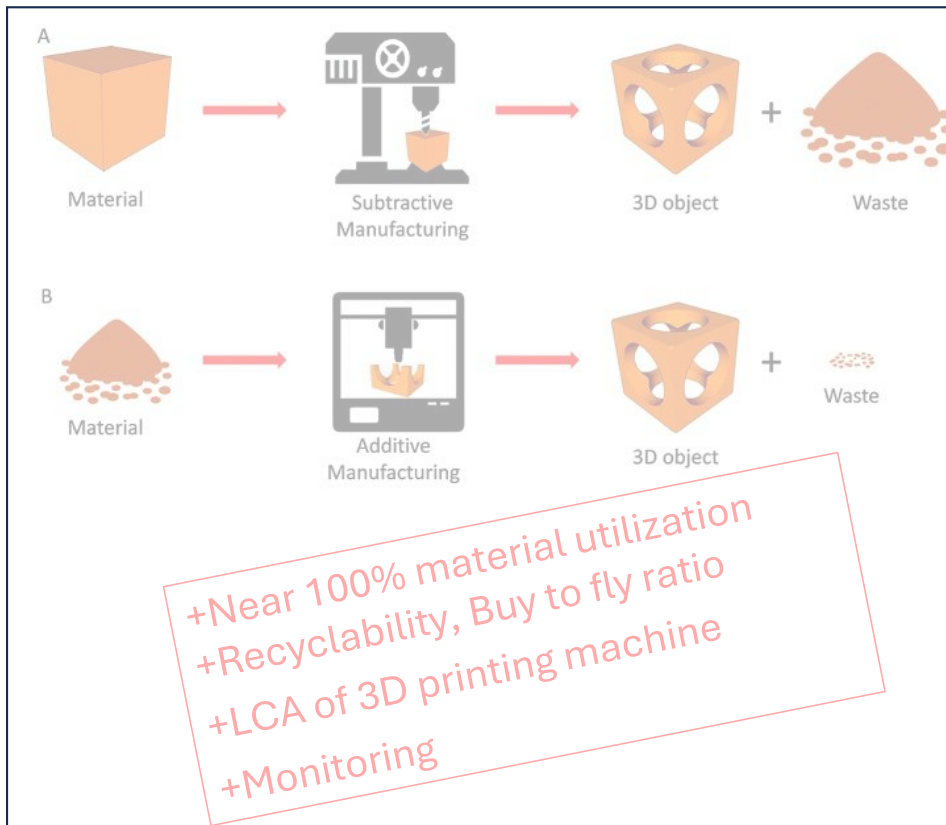 A
Material
Subtractive
Manufacturing
3D object
+
Waste
B
Material
Additive
Manufacturing
3D object
+
Waste
+Near 100% material utilization
+Recyclability, Buy to fly ratio
+LCA of 3D printing machine
+Monitoring